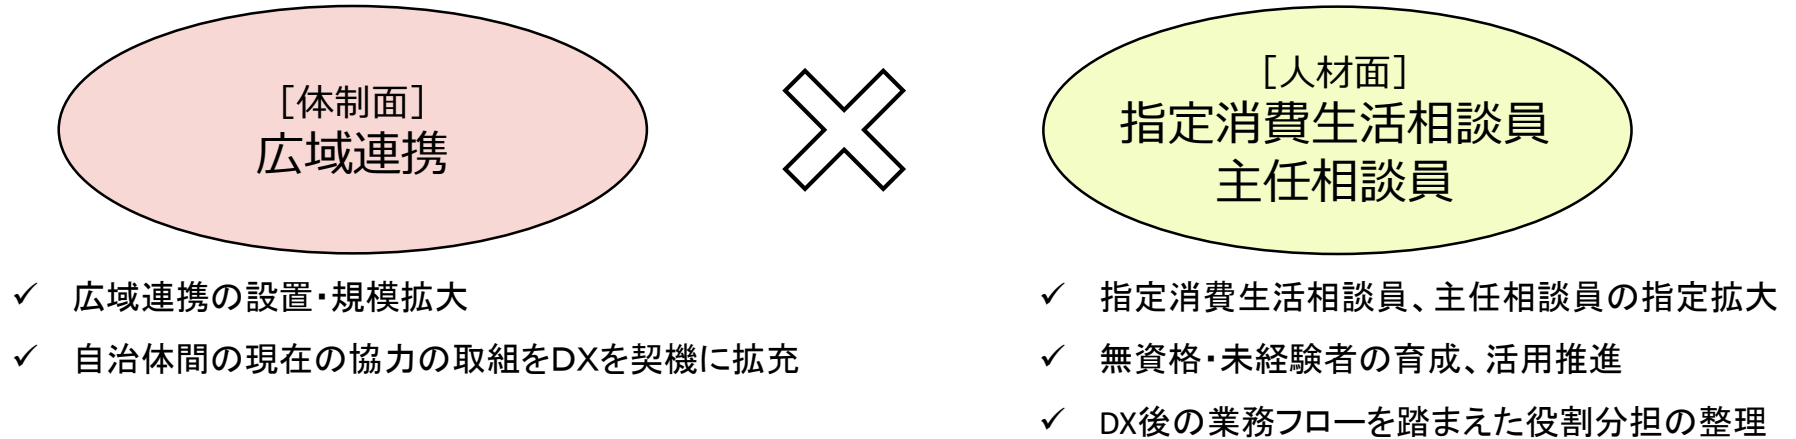 ［体制面］
広域連携
✓ 広域連携の設置・規模拡大
✓ 自治体間の現在の協力の取組をDXを契機に拡充
［人材面］
指定消費生活相談員
主任相談員
✓ 指定消費生活相談員、主任相談員の指定拡大
✓ 無資格・未経験者の育成、活用推進
✓ DX後の業務フローを踏まえた役割分担の整理